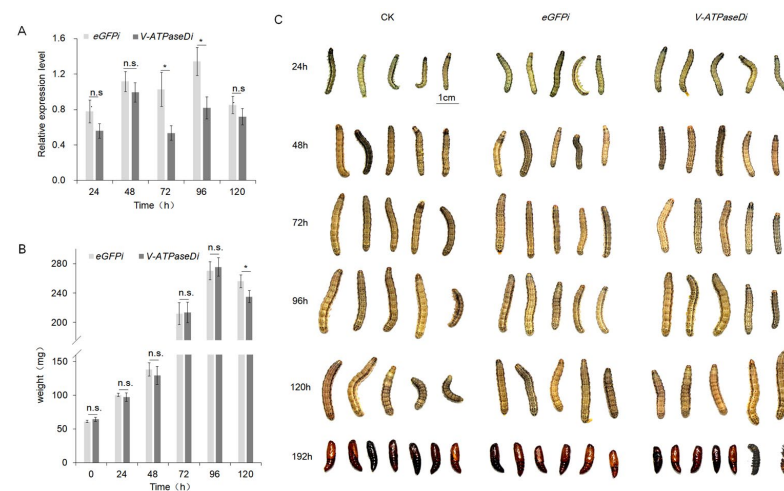 A
eGFPi V-ATPaseDi
Relative expression level
1.6
1.2
0.8
0.4
0.0
n.s
n.s.
*
*
n.s
24 48 72 96 120
Time（h）
B
eGFPi V-ATPaseDi
weight（mg）
280
240
200
150
100
50
0
n.s.
n.s.
n.s.
n.s.
n.s.
*
0 24 48 72 96 120
Time（h）
C
CK eGFPi V-ATPaseDi
24h
1cm
48h
72h
96h
120h
192h